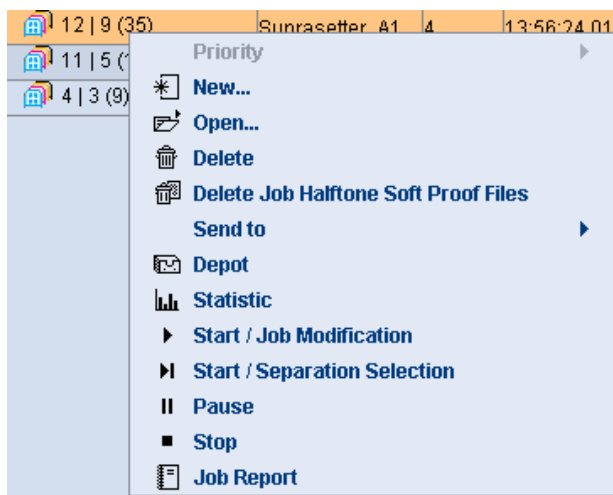 12 | 9 (35) Suprasetter_A1 4 13:56:24 01
11 | 5 (
4 | 3 (9)
Priority
New...
Open...
Delete
Delete Job Halftone Soft Proof Files
Send to
Depot
Statistic
Start / Job Modification
Start / Separation Selection
Pause
Stop
Job Report